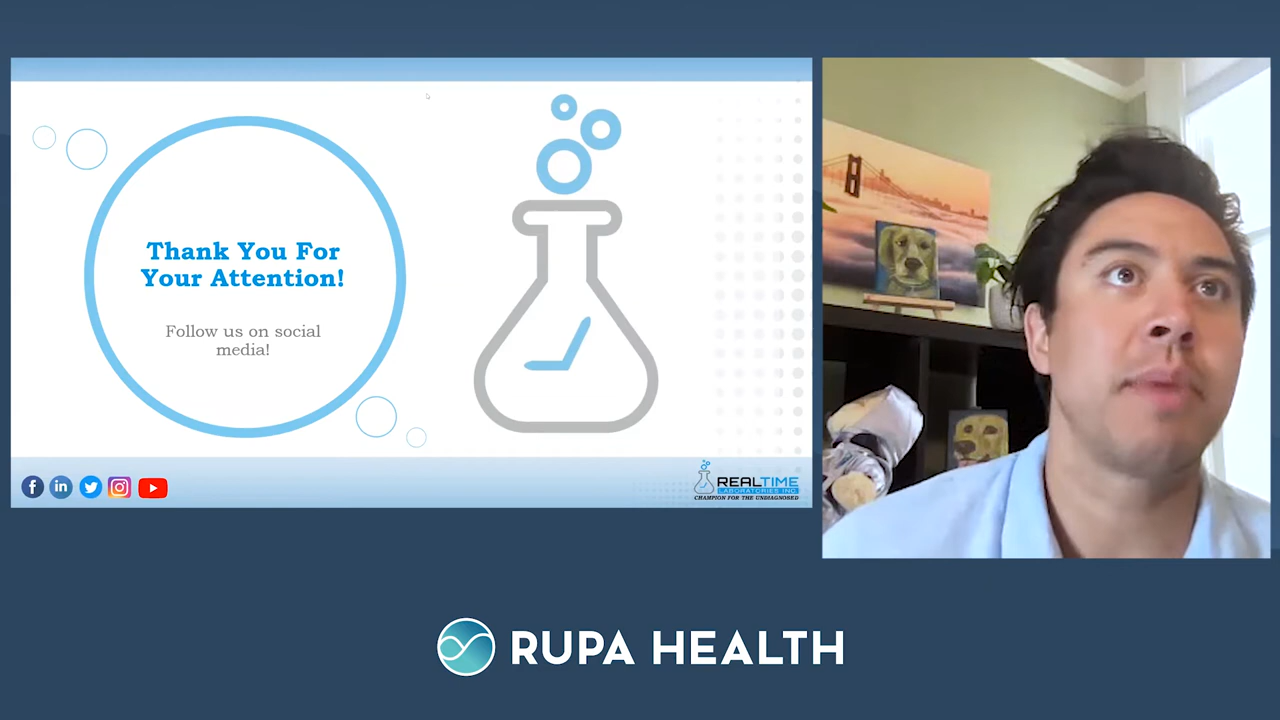 Thank You For
Your Attention!
Follow us on social
media!
REALTIME
LABORATORIES INC.
CHAMPION FOR THE UNDIAGNOSED
RUPA HEALTH